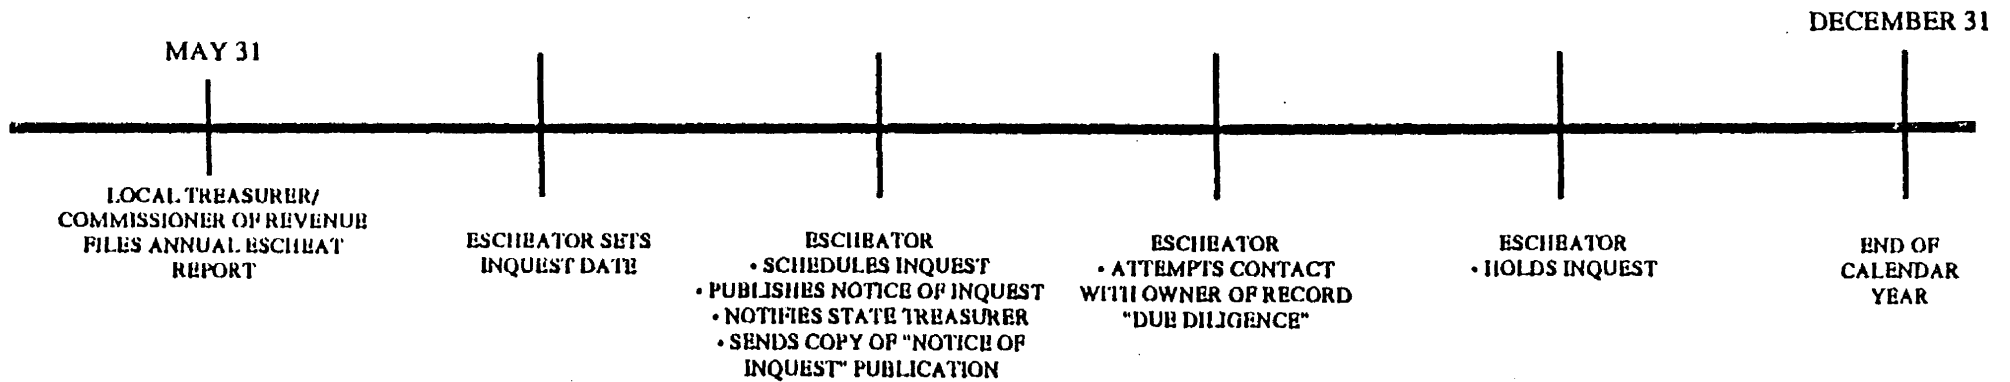 MAY 31
DECEMBER 31
LOCAL TREASURER/
COMMISSIONER OF REVENUE
FILES ANNUAL ESCHEAT
REPORT
ESCHEATOR SETS
INQUEST DATE
ESCHEATOR
• SCHEDULES INQUEST
• PUBLISHES NOTICE OF INQUEST
• NOTIFIES STATE TREASURER
• SENDS COPY OF "NOTICE OF
INQUEST" PUBLICATION
ESCHEATOR
• ATTEMPTS CONTACT
WITH OWNER OF RECORD
"DUE DILIGENCE"
ESCHEATOR
• HOLDS INQUEST
END OF
CALENDAR
YEAR